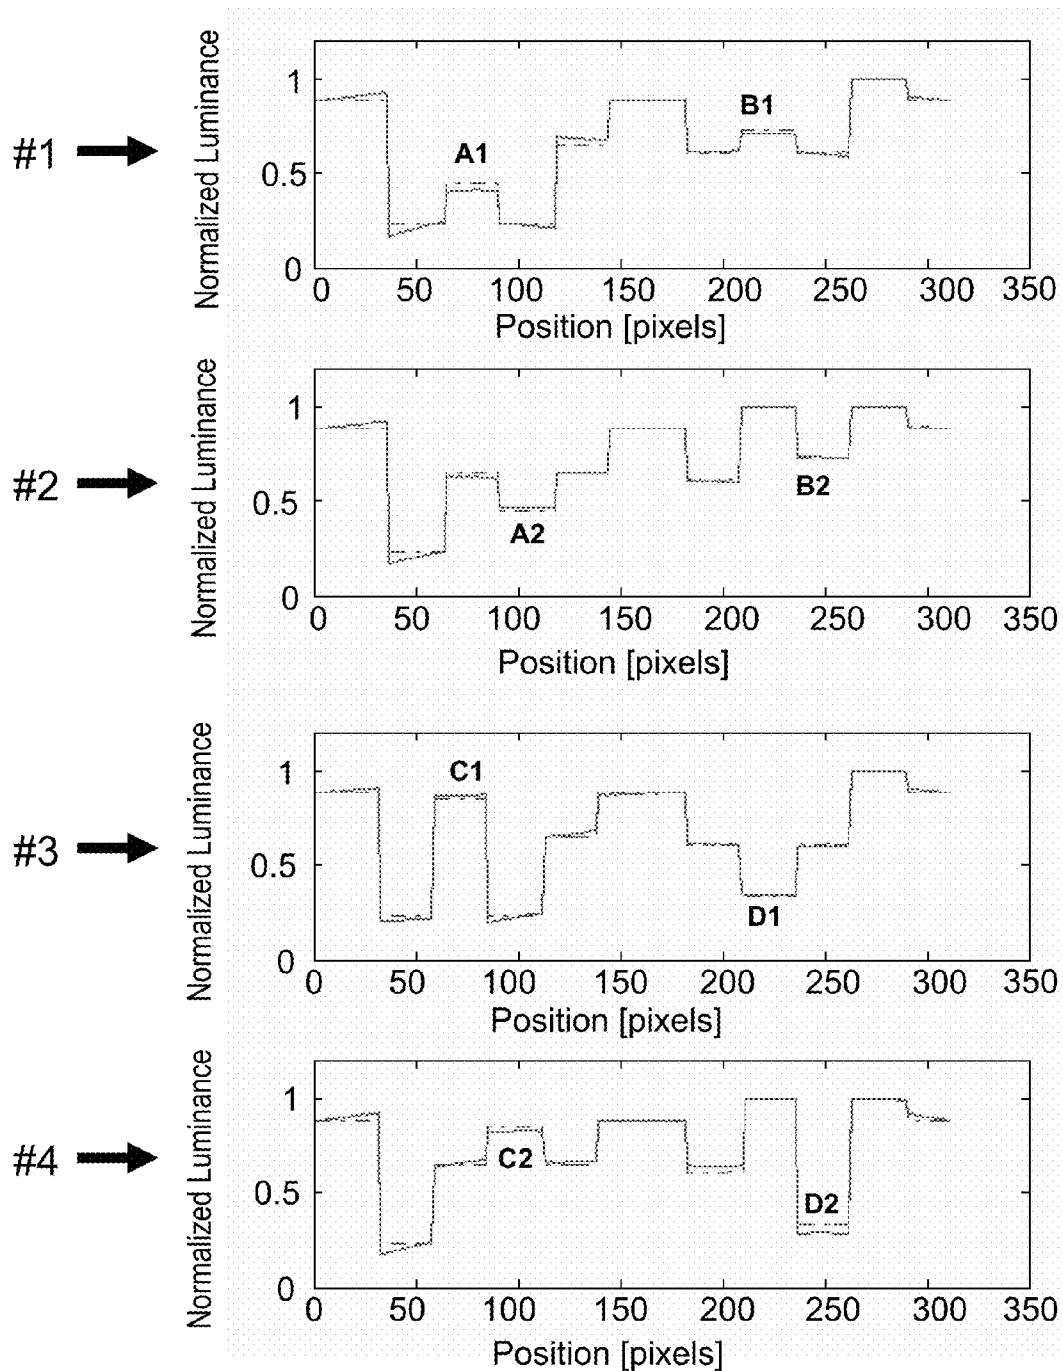 #1
Normalized Luminance
1
0.5
0
A1
B1
0 50 100 150 200 250 300 350
Position [pixels]
#2
Normalized Luminance
1
0.5
0
A2
B2
0 50 100 150 200 250 300 350
Position [pixels]
#3
Normalized Luminance
1
0.5
0
C1
D1
0 50 100 150 200 250 300 350
Position [pixels]
#4
Normalized Luminance
1
0.5
0
C2
D2
0 50 100 150 200 250 300 350
Position [pixels]